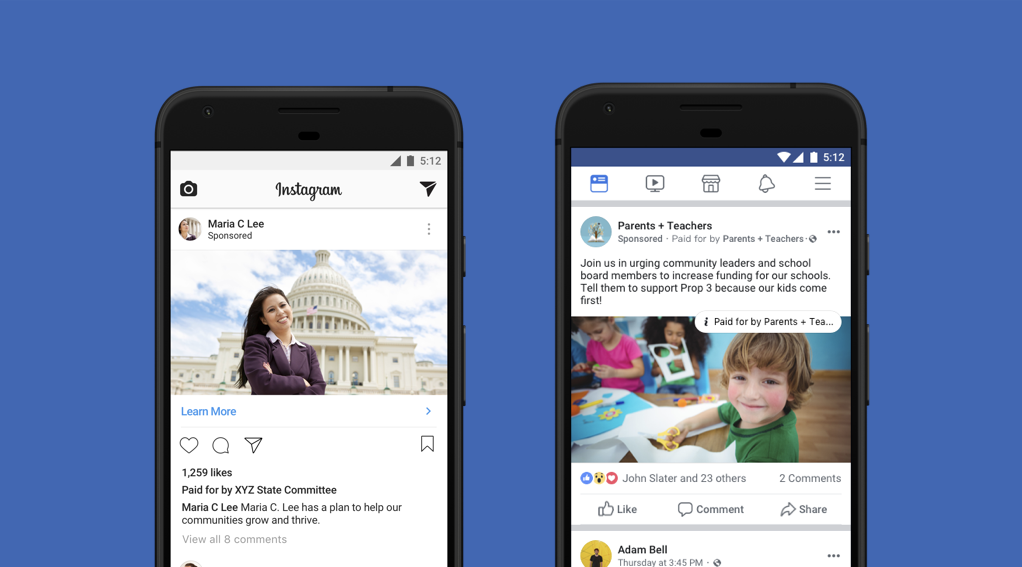 5:12
Instagram
Maria C Lee
Sponsored
Learn More
1,259 likes
Paid for by XYZ State Committee
Maria C Lee Maria C. Lee has a plan to help our
communities grow and thrive.
View all 8 comments
5:12
Parents + Teachers
Sponsored · Paid for by Parents + Teachers ·
Join us in urging community leaders and school
board members to increase funding for our schools.
Tell them to support Prop 3 because our kids come
first!
i Paid for by Parents + Tea...
John Slater and 23 others 2 Comments
Like Comment Share
Adam Bell
Thursday at 3:45 PM ·